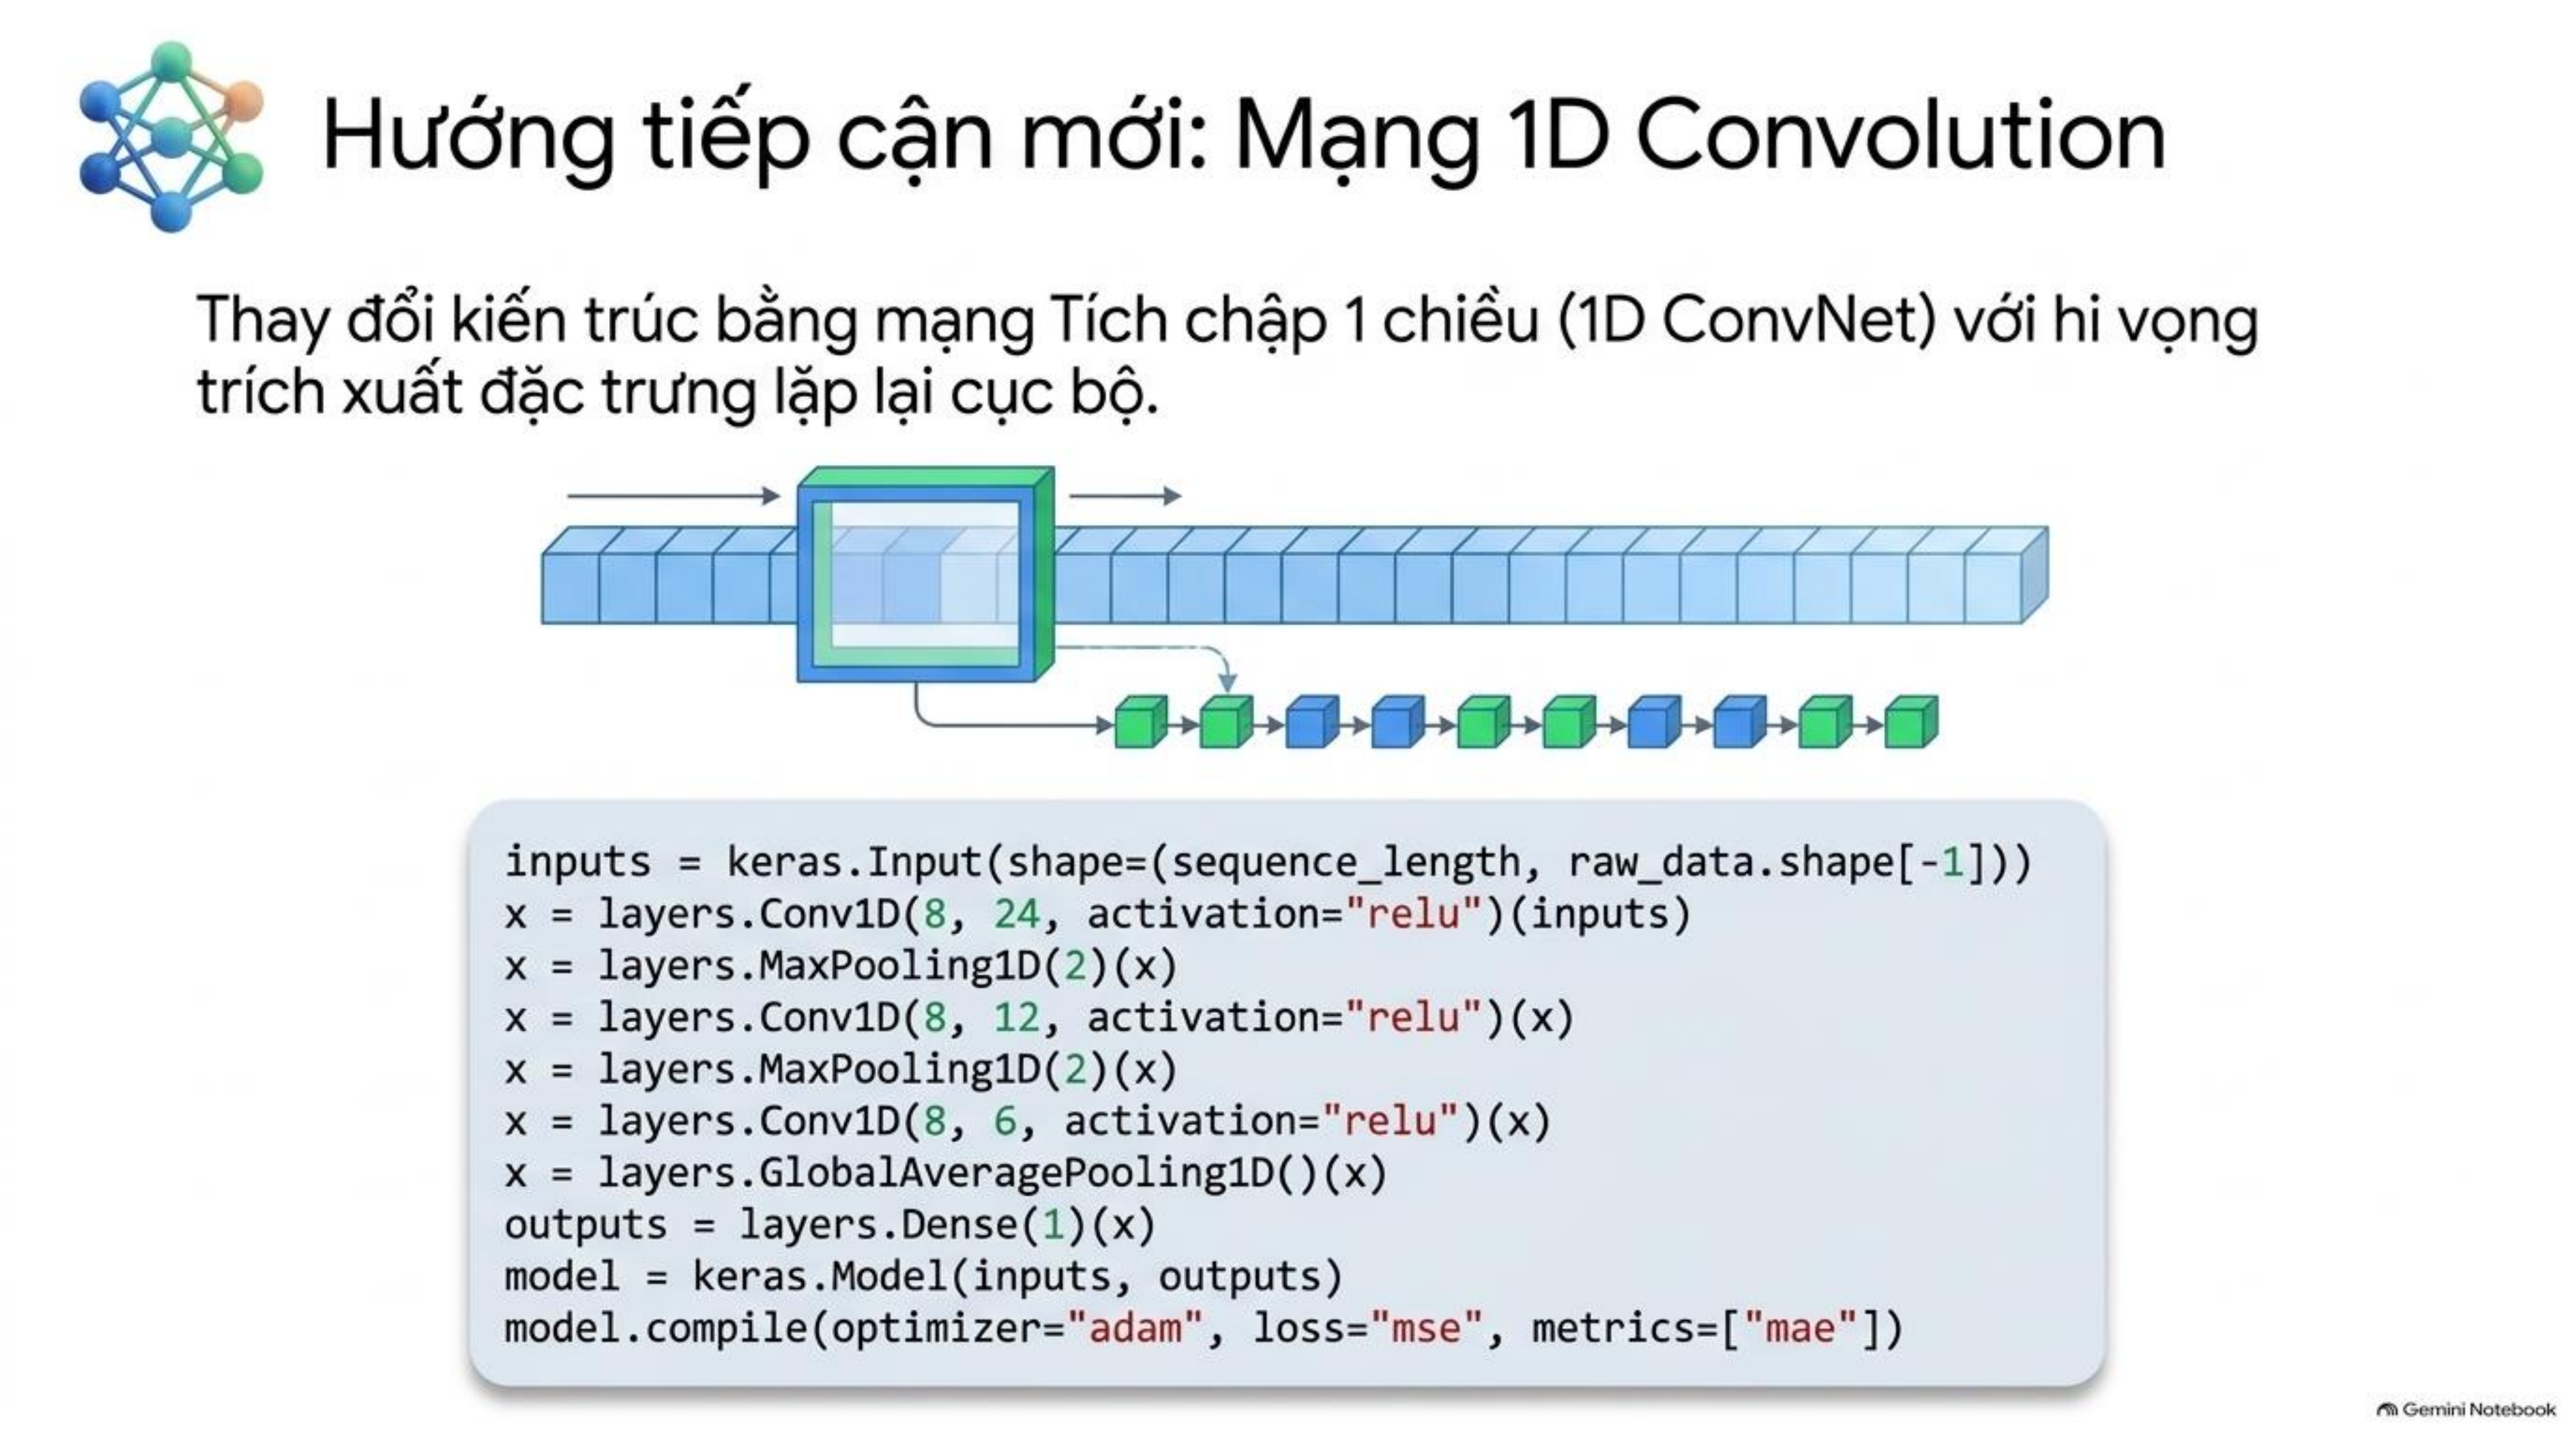 Hướng tiếp cận mới: Mạng 1D Convolution
Thay đổi kiến trúc bằng mạng Tích chập 1 chiều (1D ConvNet) với hi vọng
trích xuất đặc trưng lặp lại cục bộ.
inputs = keras.Input(shape=(sequence_length, raw_data.shape[-1]))
x = layers.Conv1D(8, 24, activation="relu")(inputs)
x = layers.MaxPooling1D(2)(x)
x = layers.Conv1D(8, 12, activation="relu")(x)
x = layers.MaxPooling1D(2)(x)
x = layers.Conv1D(8, 6, activation="relu")(x)
x = layers.GlobalAveragePooling1D()(x)
outputs = layers.Dense(1)(x)
model = keras.Model(inputs, outputs)
model.compile(optimizer="adam", loss="mse", metrics=["mae"])
Gemini Notebook